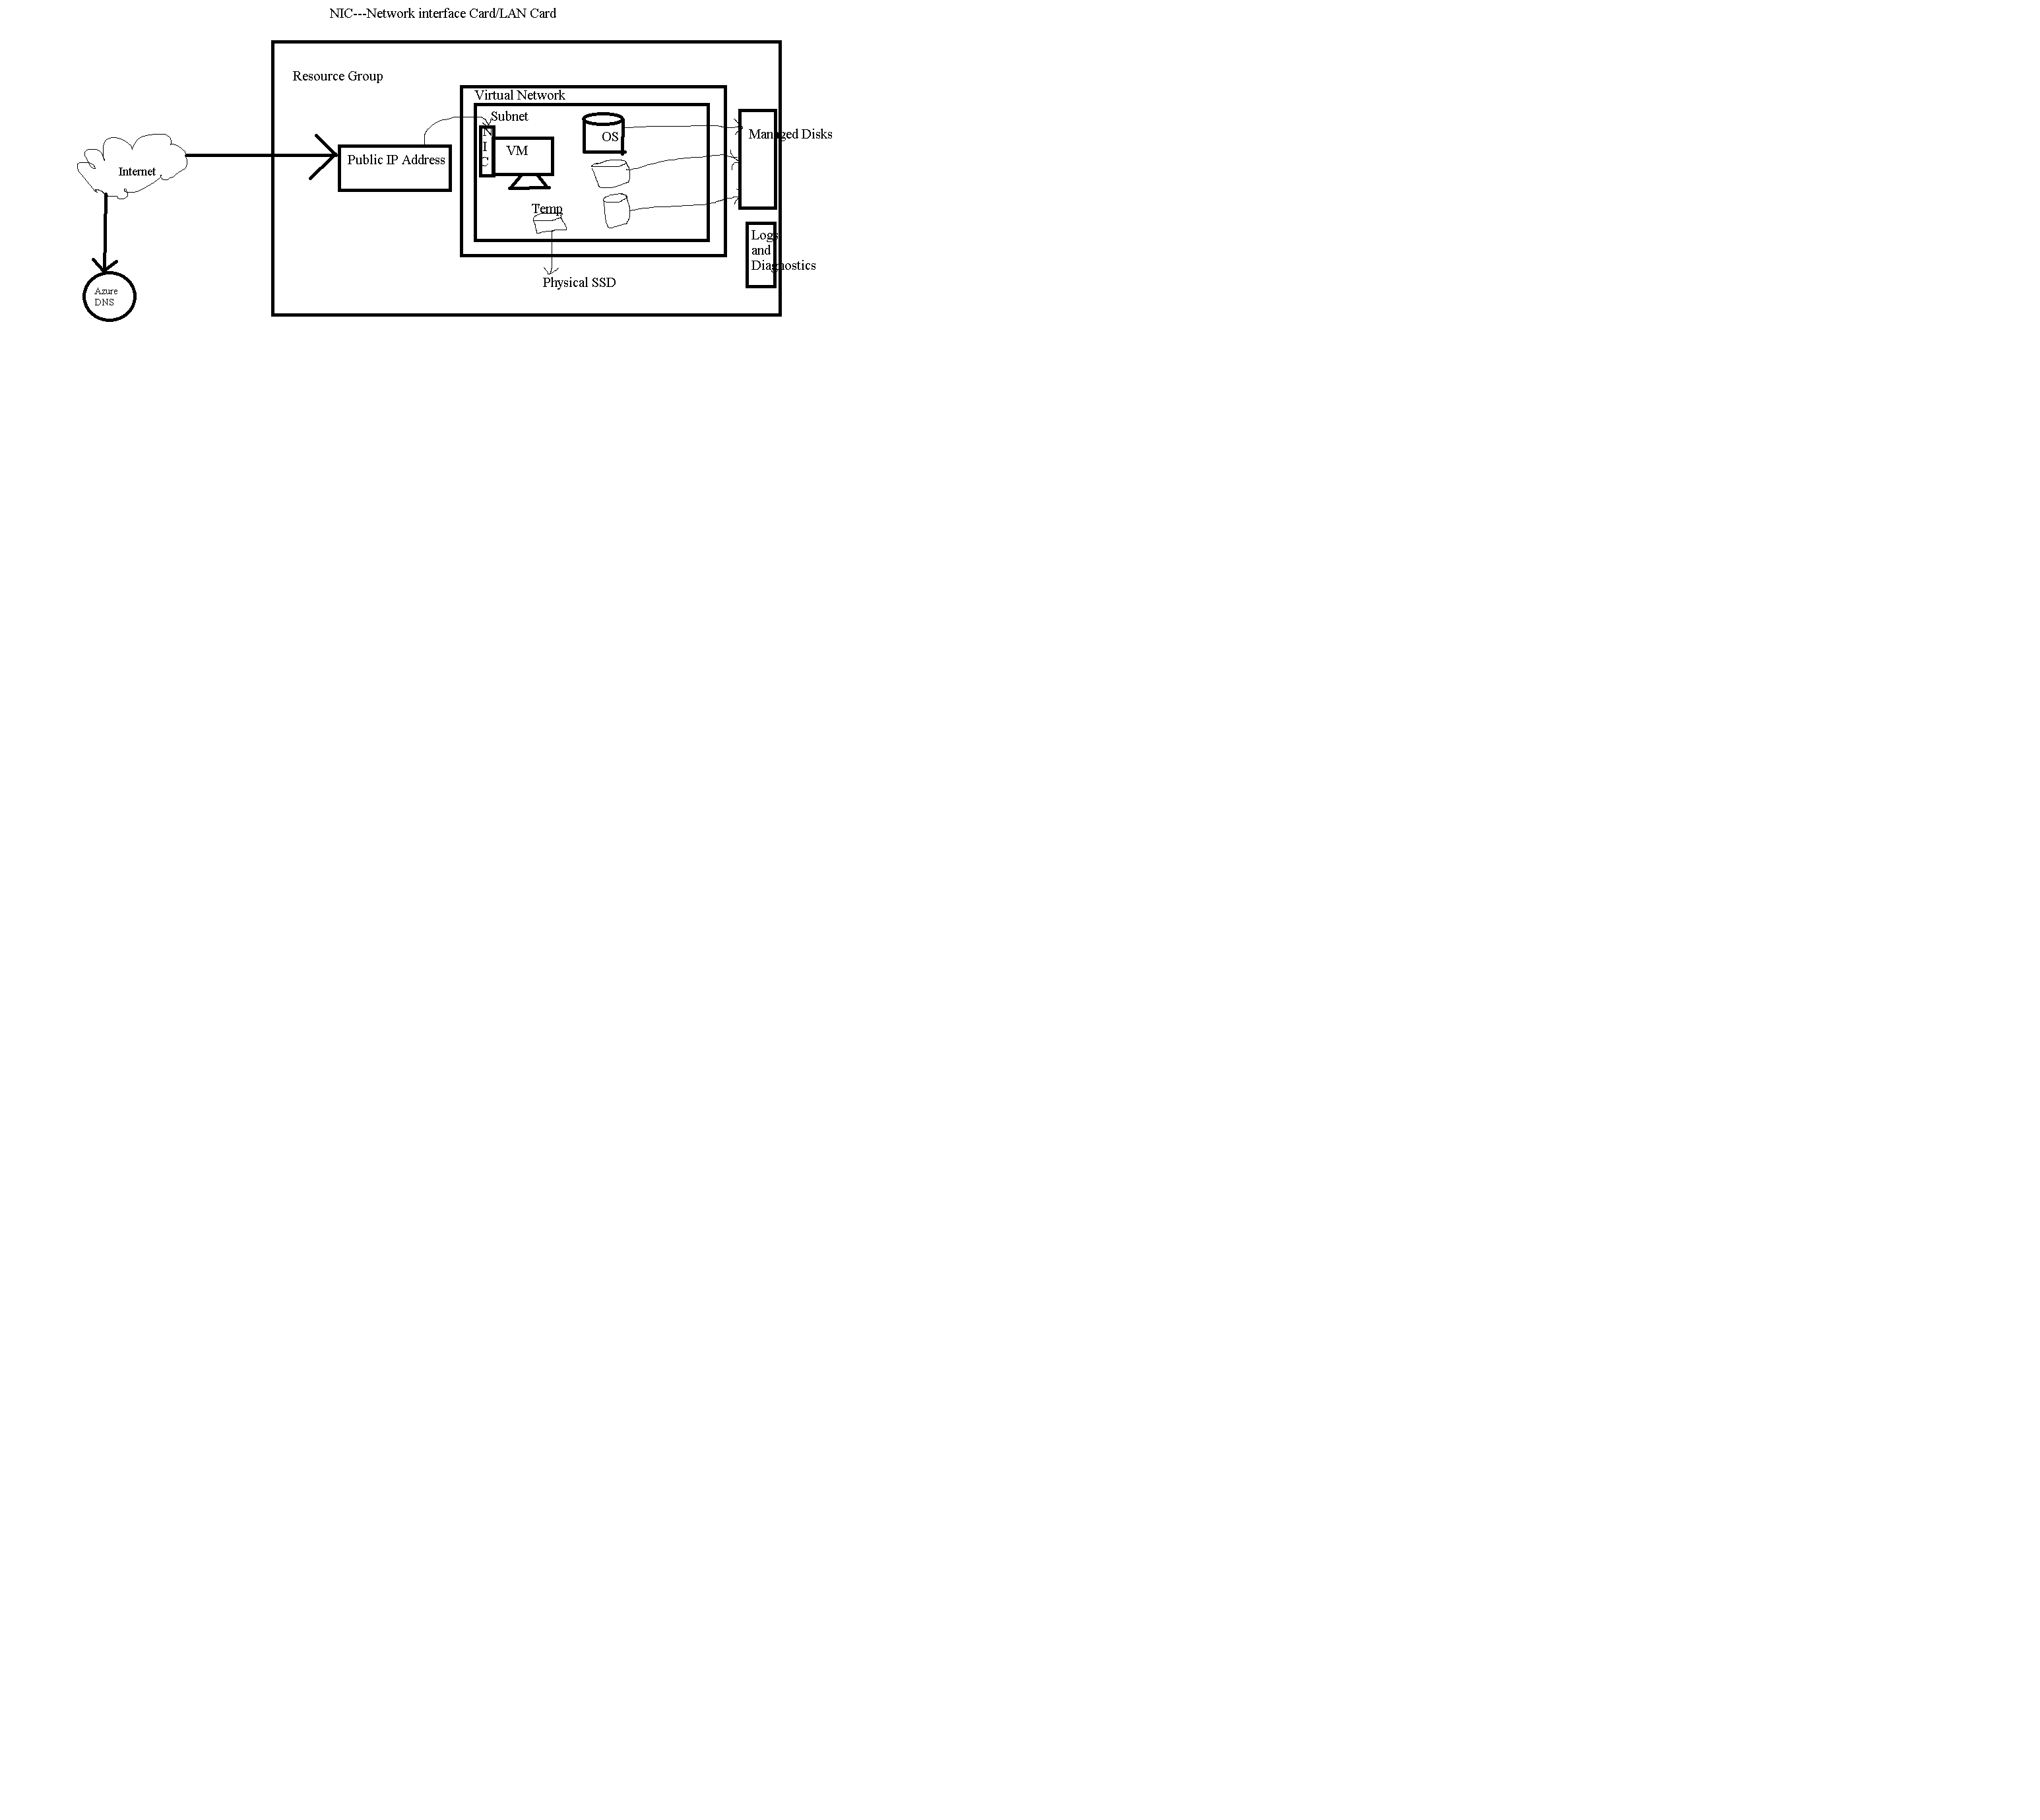 NIC---Network interface Card/LAN Card
Resource Group
Virtual Network
Subnet
N
I
C
VM
OS
Managed Disks
Public IP Address
Internet
Temp
Logs
and
Diagnostics
Physical SSD
Azure
DNS